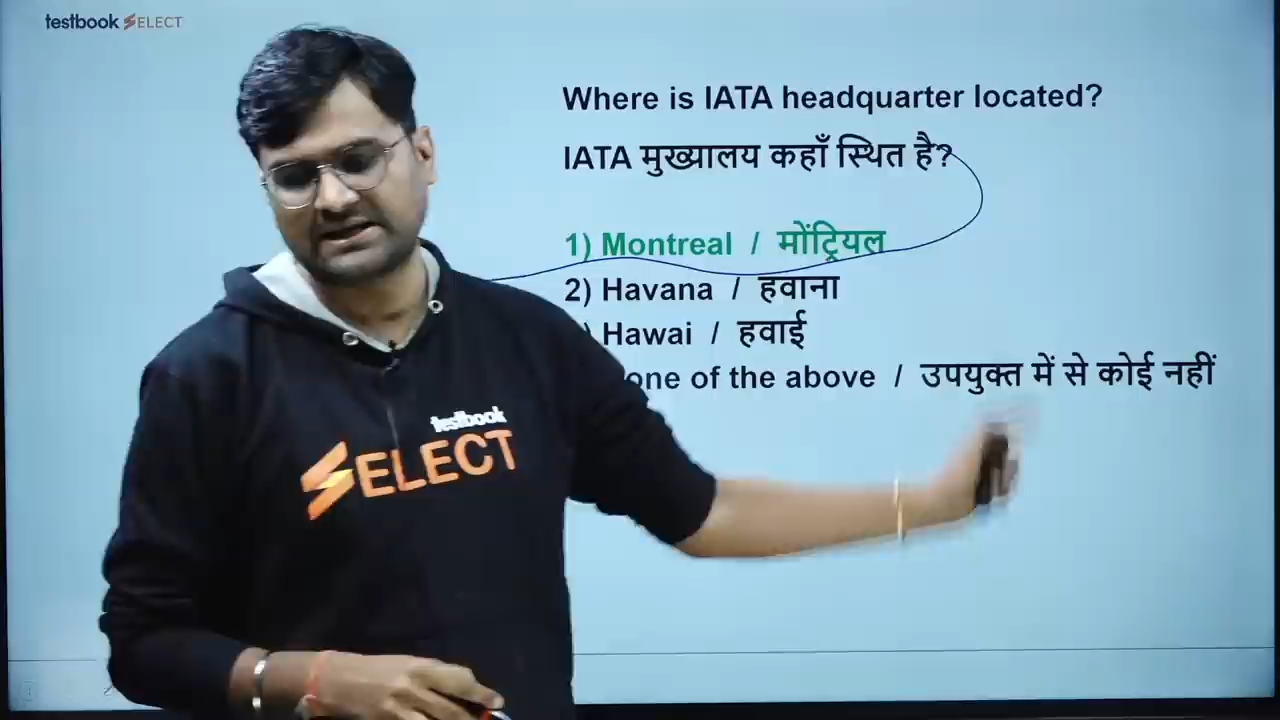 testbook SELECT
Where is IATA headquarter located?
IATA मुख्यालय कहाँ स्थित है?
1) Montreal / मोंट्रियल
2) Havana / हवाना
) Hawai / हवाई
one of the above / उपयुक्त में से कोई नहीं
testbook
SELECT